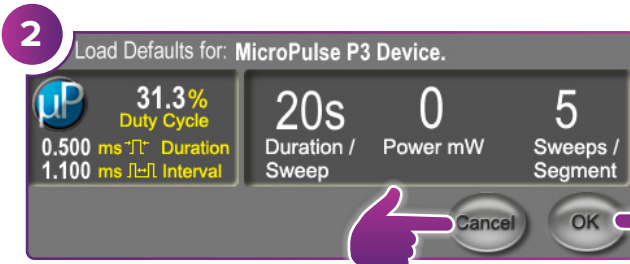 2
Load Defaults for: MicroPulse P3 Device.
µP
31.3%
Duty Cycle
0.500 ms Duration
1.100 ms Interval
20s
Duration /
Sweep
0
Power mW
5
Sweeps /
Segment
Cancel
OK